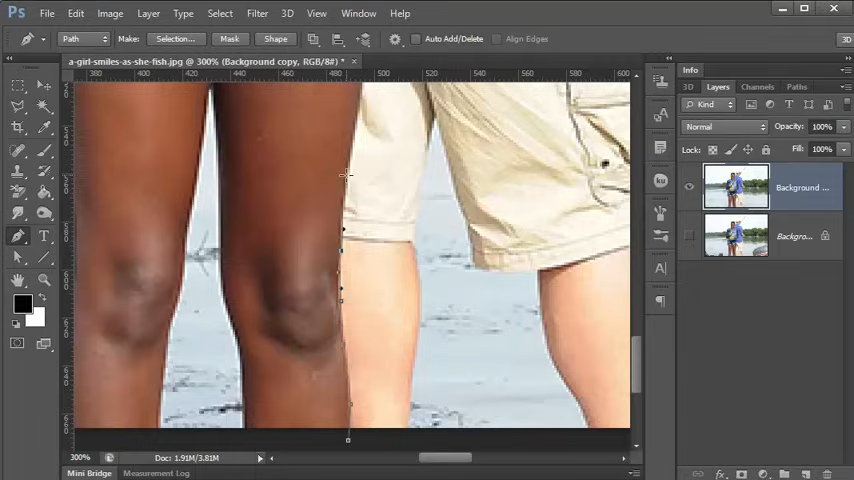 Ps File Edit Image Layer Type Select Filter 3D View Window Help
Path Make: Selection... Mask Shape Auto Add/Delete Align Edges 3D
a-girl-smiles-as-she-fish.jpg @ 300% (Background copy, RGB/8#) * ×
380 400 420 440 460 480 500 520 540 560 580 600
Info
3D Layers Channels Paths
Kind
Normal Opacity: 100%
Lock: Fill: 100%
Background ...
Backgro...
300% Doc: 1.91M/3.81M
Mini Bridge Measurement Log